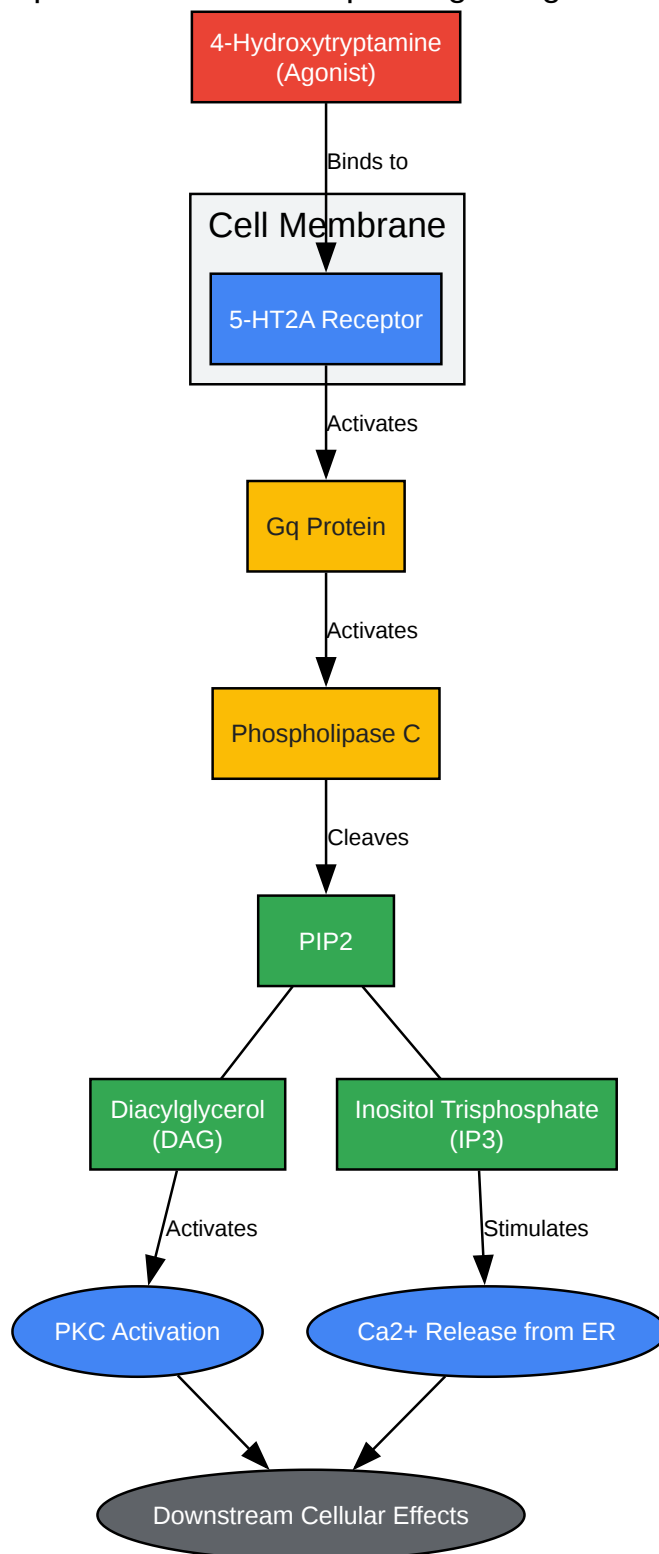 4-Hydroxytryptamine
(Agonist)
Binds to
Cell Membrane
5-HT2A Receptor
Activates
Gq Protein
Activates
Phospholipase C
Cleaves
PIP2
Diacylglycerol
(DAG)
Inositol Trisphosphate
(IP3)
Activates
Stimulates
PKC Activation
Ca2+ Release from ER
Downstream Cellular Effects